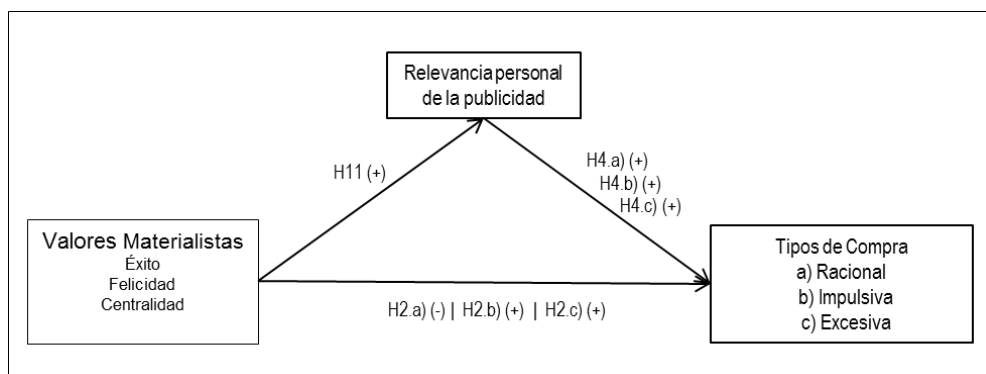 Relevancia personal
de la publicidad
H11 (+)
H4.a) (+)
H4.b) (+)
H4.c) (+)
Valores Materialistas
Éxito
Felicidad
Centralidad
Tipos de Compra
a) Racional
b) Impulsiva
c) Excesiva
H2.a) (-) | H2.b) (+) | H2.c) (+)